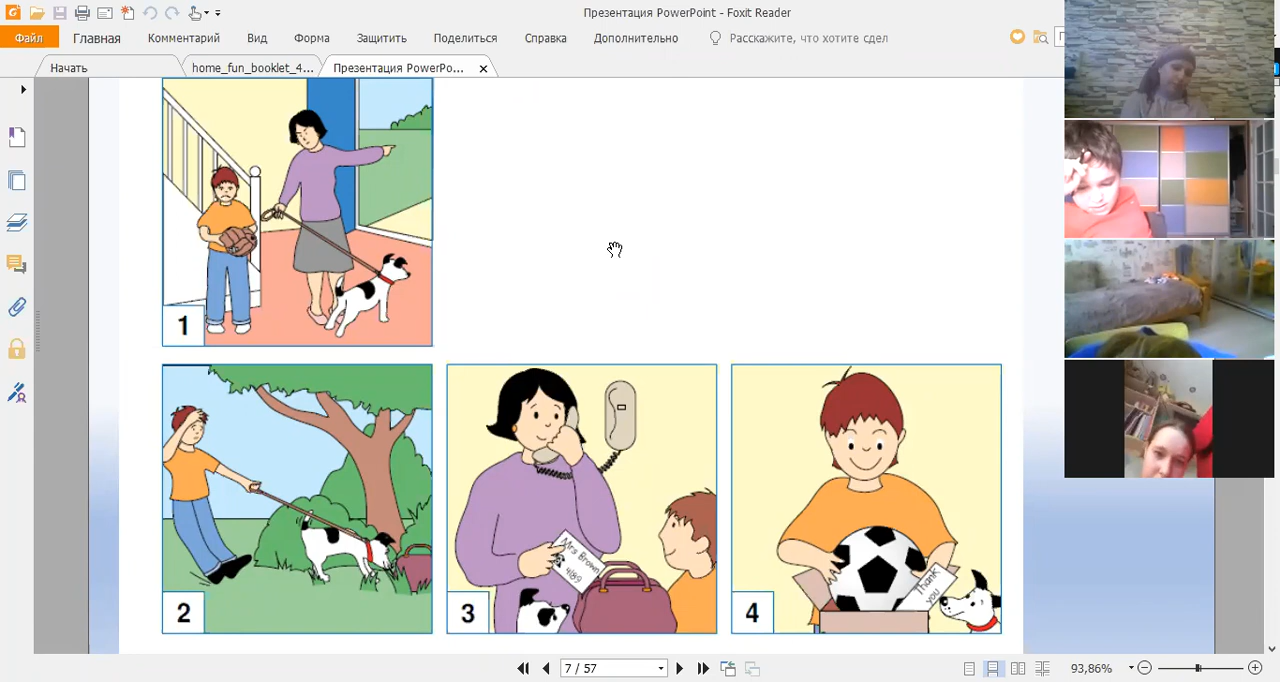 Презентация PowerPoint - Foxit Reader
Файл Главная Комментарий Вид Форма Защитить Поделиться Справка Дополнительно Расскажите, что хотите сдел
Начать home_fun_booklet_4... Презентация PowerPo...
1
2
3
4
Mrs Brown
4189
Thank
you
7 / 57
93,86%